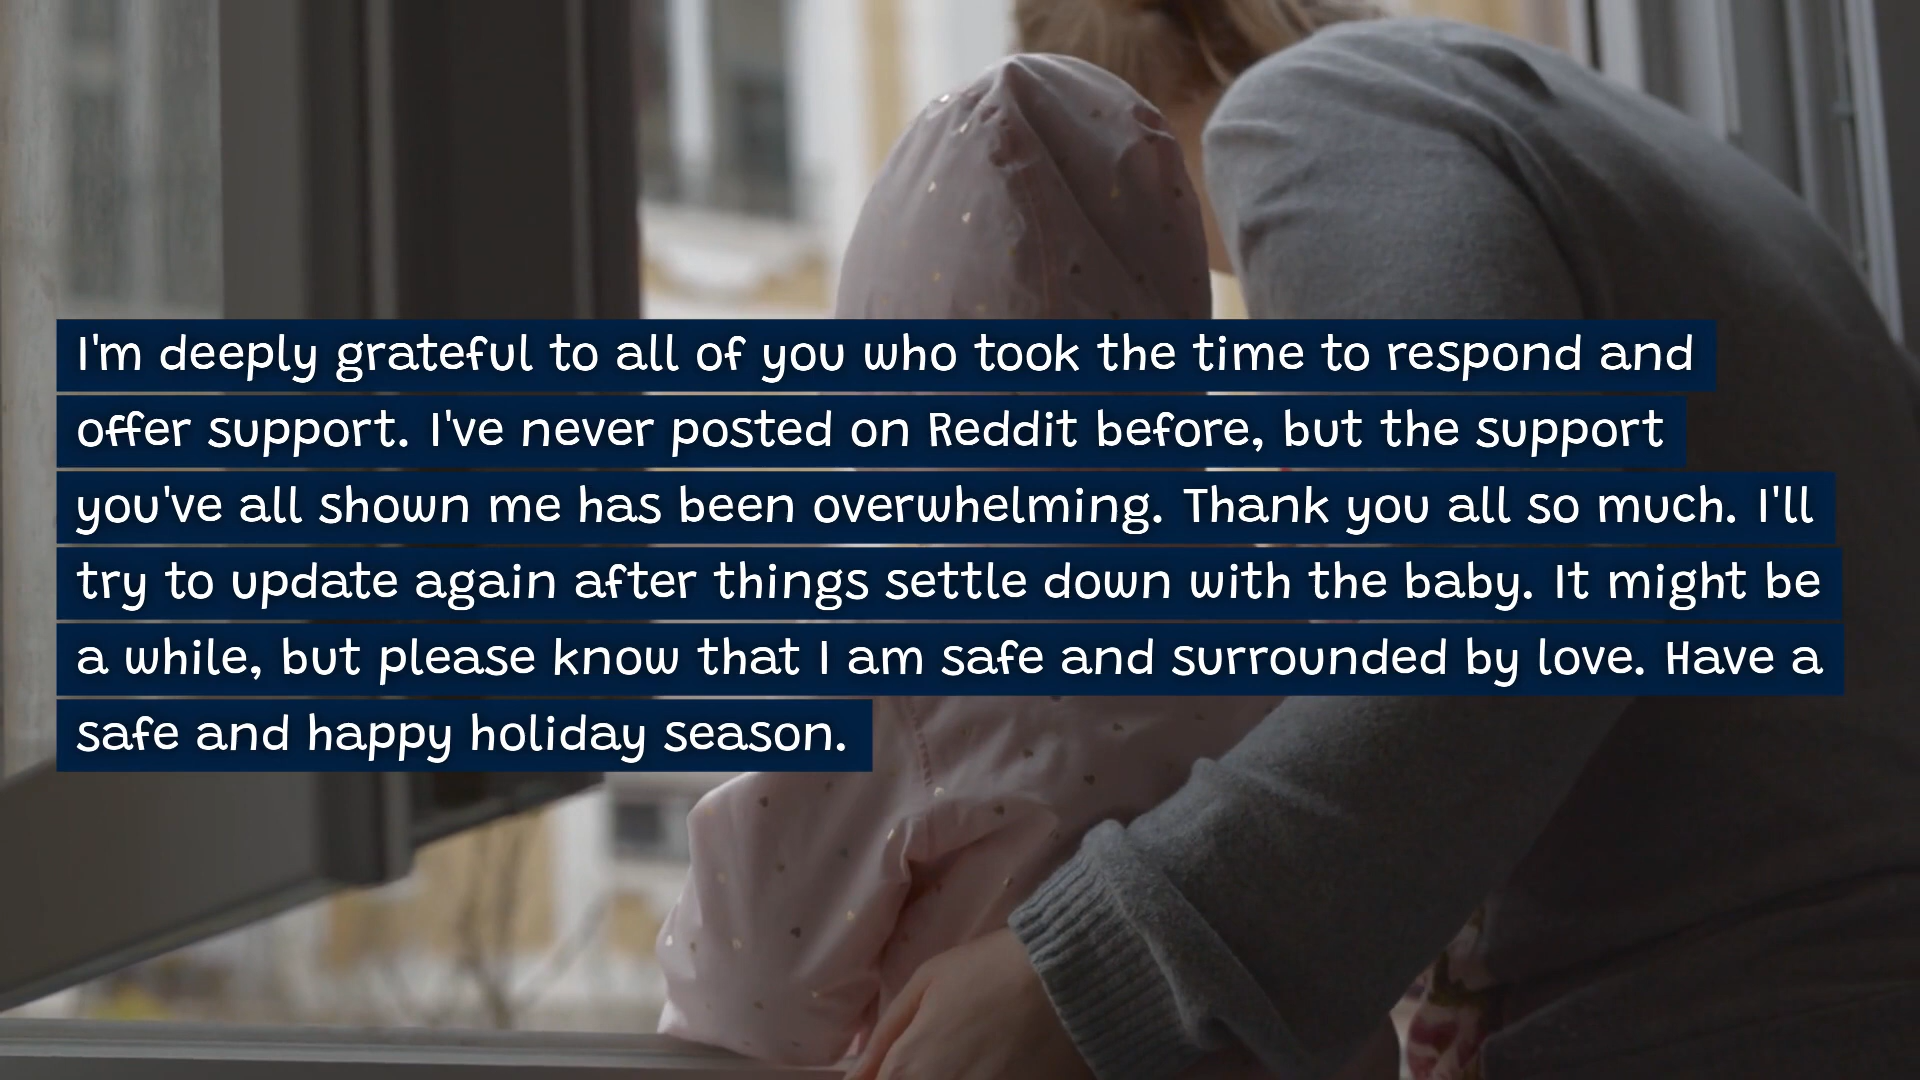 I'm deeply grateful to all of you who took the time to respond and
offer support. I've never posted on Reddit before, but the support
you've all shown me has been overwhelming. Thank you all so much. I'll
try to update again after things settle down with the baby. It might be
a while, but please know that I am safe and surrounded by love. Have a
safe and happy holiday season.